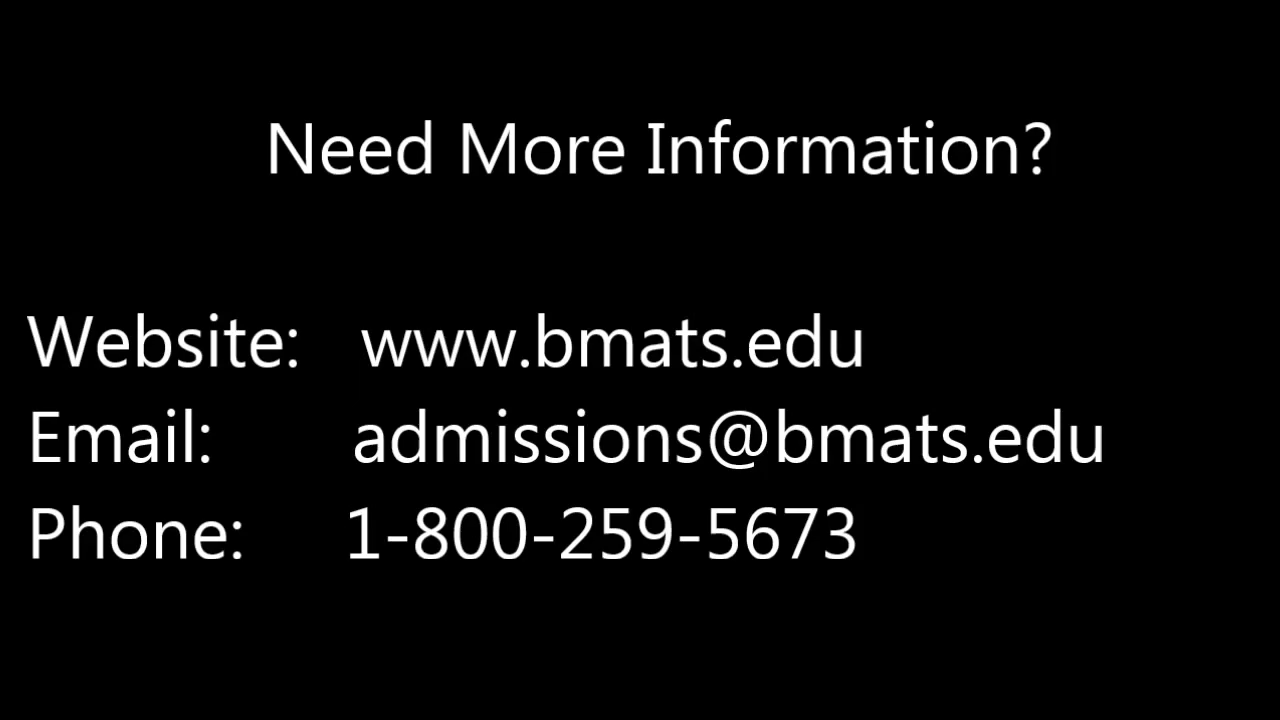 Need More Information?
Website: www.bmats.edu
Email: admissions@bmats.edu
Phone: 1-800-259-5673